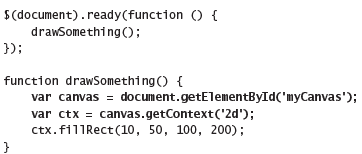 $(document).ready(function () {
    drawSomething();
});

function drawSomething() {
    var canvas = document.getElementById('myCanvas');
    var ctx = canvas.getContext('2d');
    ctx.fillRect(10, 50, 100, 200);
}